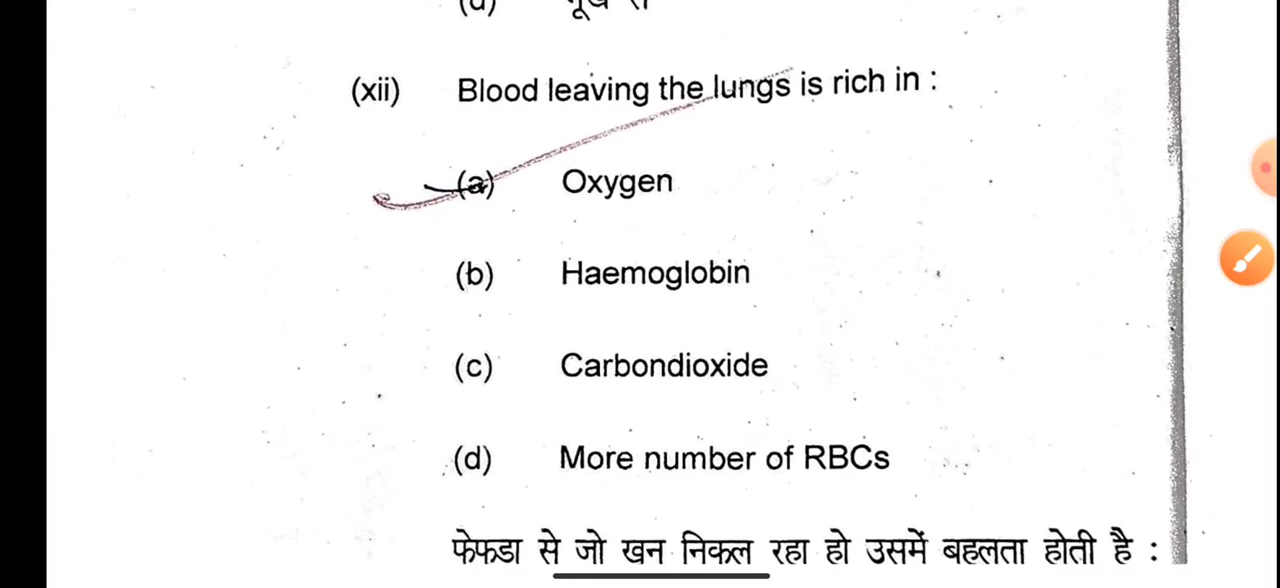 (xii) Blood leaving the lungs is rich in :
(a) Oxygen
(b) Haemoglobin
(c) Carbondioxide
(d) More number of RBCs
फेफडा से जो खन निकल रहा हो उसमें बहलता होती है :